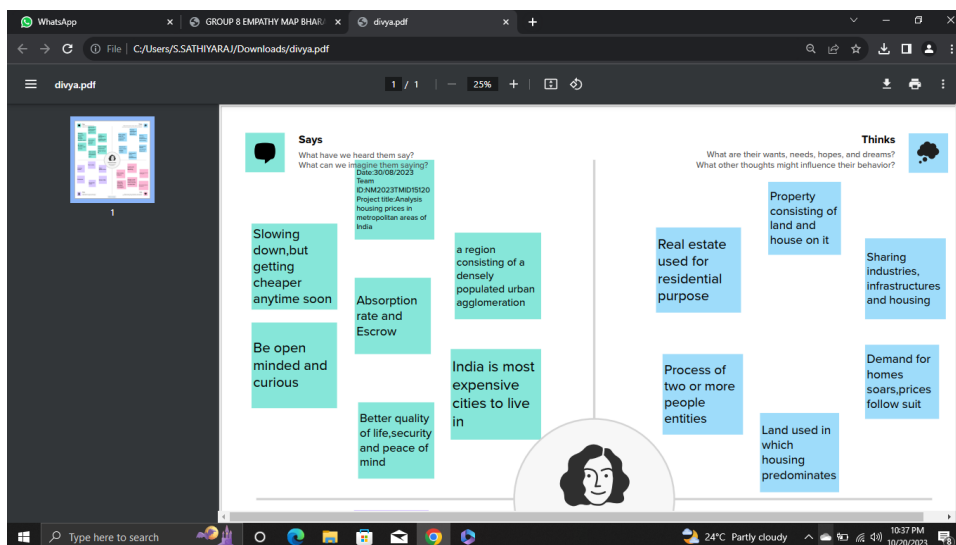 WhatsApp
GROUP 8 EMPATHY MAP BHARA
divya.pdf
File
C:/Users/S.SATHIYARAJ/Downloads/divya.pdf
divya.pdf
1 / 1
25%
1
Says
What have we heard them say?
What can we imagine them saying?
Date:30/08/2023
Team
ID:NM2023TMID15120
Project title:Analysis
housing prices in
metropolitan areas of
India
Slowing
down,but
getting
cheaper
anytime soon
a region
consisting of a
densely
populated urban
agglomeration
Absorption
rate and
Escrow
Be open
minded and
curious
India is most
expensive
cities to live
in
Better quality
of life,security
and peace of
mind
Thinks
What are their wants, needs, hopes, and dreams?
What other thoughts might influence their behavior?
Property
consisting of
land and
house on it
Real estate
used for
residential
purpose
Sharing
industries,
infrastructures
and housing
Process of
two or more
people
entities
Demand for
homes
soars,prices
follow suit
Land used in
which
housing
predominates
Type here to search
24°C Partly cloudy
10:37 PM
10/20/2023
8